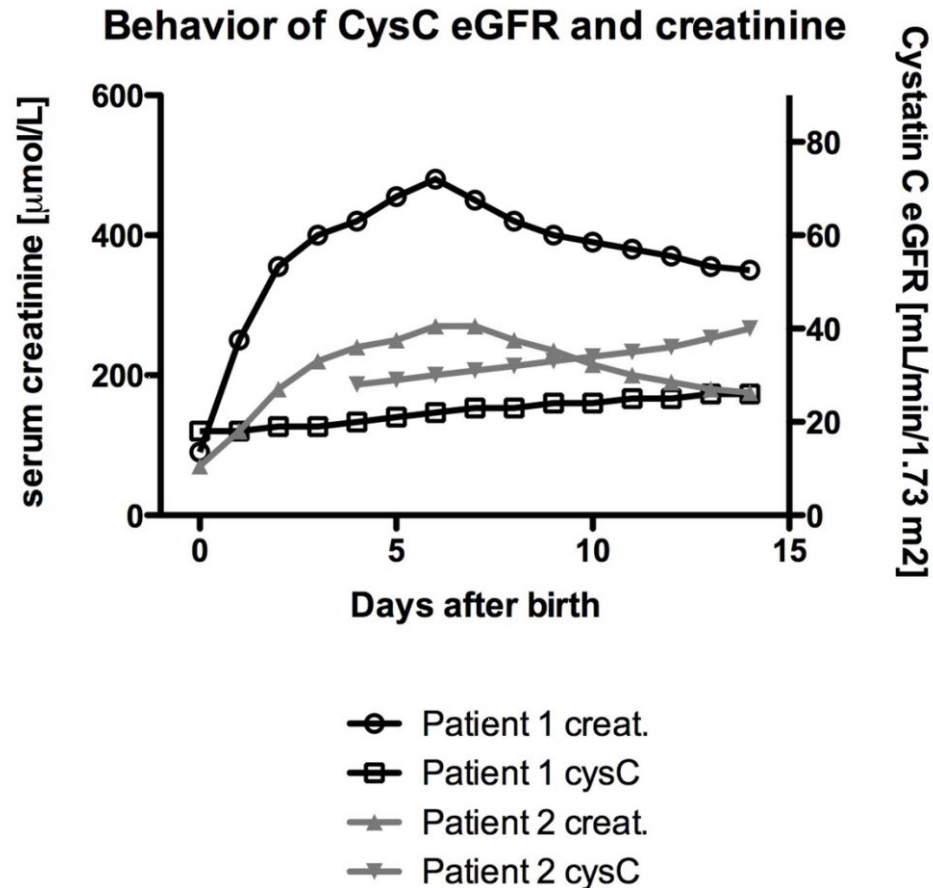 Behavior of CysC eGFR and creatinine
serum creatinine [μmol/L]
600
400
200
0
Cystatin C eGFR [mL/min/1.73 m2]
80
60
40
20
0
0 5 10 15
Days after birth
Patient 1 creat.
Patient 1 cysC
Patient 2 creat.
Patient 2 cysC